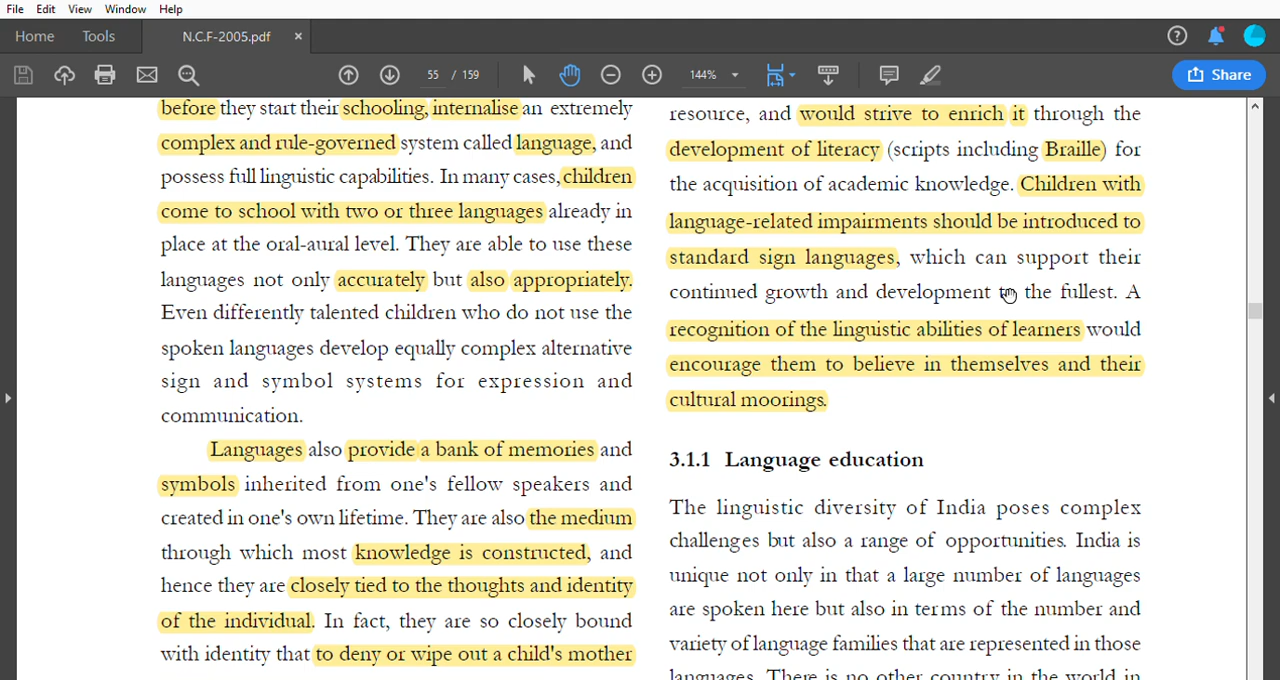 File Edit View Window Help
Home Tools N.C.F-2005.pdf ×
55 / 159 144% Share
before they start their schooling, internalise an extremely
complex and rule-governed system called language, and
possess full linguistic capabilities. In many cases, children
come to school with two or three languages already in
place at the oral-aural level. They are able to use these
languages not only accurately but also appropriately.
Even differently talented children who do not use the
spoken languages develop equally complex alternative
sign and symbol systems for expression and
communication.
Languages also provide a bank of memories and
symbols inherited from one's fellow speakers and
created in one's own lifetime. They are also the medium
through which most knowledge is constructed, and
hence they are closely tied to the thoughts and identity
of the individual. In fact, they are so closely bound
with identity that to deny or wipe out a child's mother
resource, and would strive to enrich it through the
development of literacy (scripts including Braille) for
the acquisition of academic knowledge. Children with
language-related impairments should be introduced to
standard sign languages, which can support their
continued growth and development to the fullest. A
recognition of the linguistic abilities of learners would
encourage them to believe in themselves and their
cultural moorings.
3.1.1 Language education
The linguistic diversity of India poses complex
challenges but also a range of opportunities. India is
unique not only in that a large number of languages
are spoken here but also in terms of the number and
variety of language families that are represented in those
languages. There is no other country in the world in